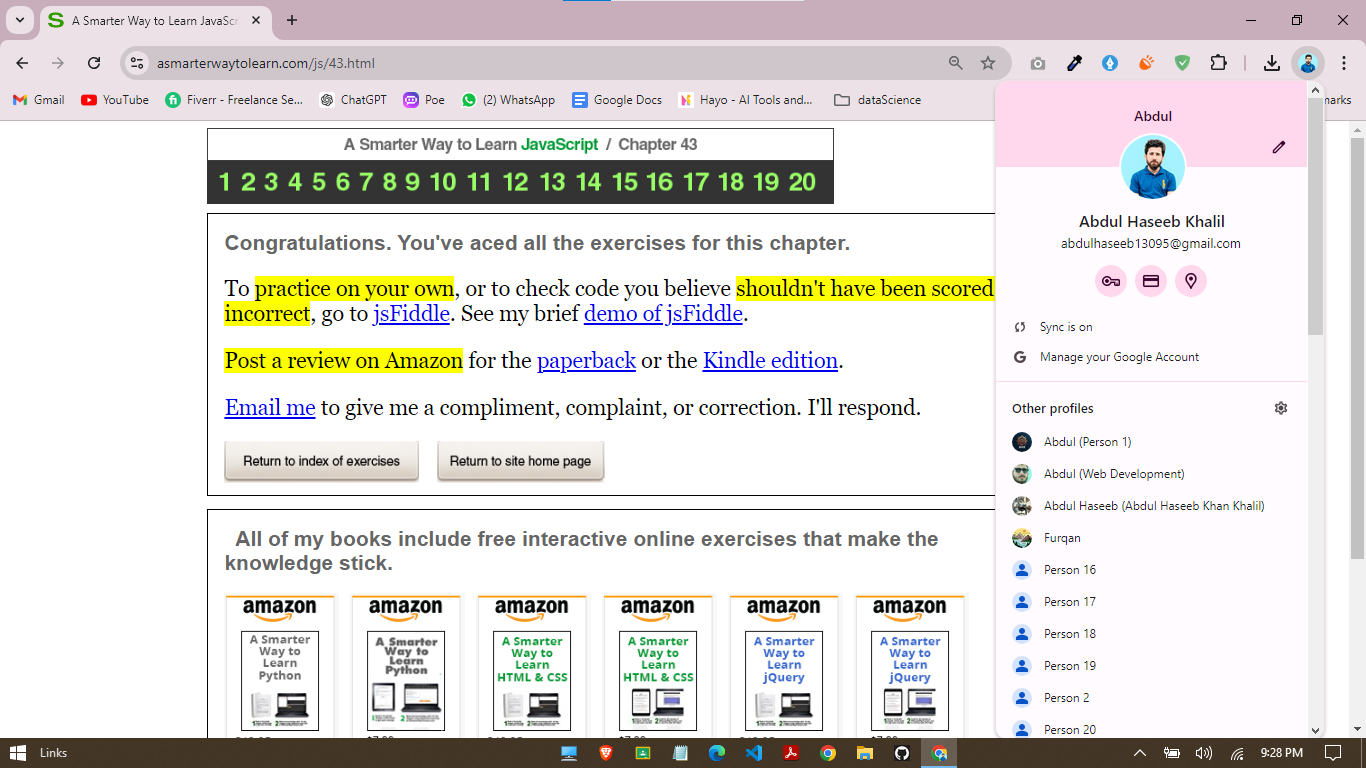 A Smarter Way to Learn JavaScr
asmarterwaytolearn.com/js/43.html
Gmail
YouTube
Fiverr - Freelance Se...
ChatGPT
Poe
(2) WhatsApp
Google Docs
Hayo - AI Tools and...
dataScience
A Smarter Way to Learn JavaScript / Chapter 43
1 2 3 4 5 6 7 8 9 10 11 12 13 14 15 16 17 18 19 20
Congratulations. You've aced all the exercises for this chapter.
To practice on your own, or to check code you believe shouldn't have been scored
incorrect, go to jsFiddle. See my brief demo of jsFiddle.
Post a review on Amazon for the paperback or the Kindle edition.
Email me to give me a compliment, complaint, or correction. I'll respond.
Return to index of exercises
Return to site home page
All of my books include free interactive online exercises that make the
knowledge stick.
amazon
A Smarter
Way to
Learn
Python
amazon
A Smarter
Way to
Learn
Python
amazon
A Smarter
Way to
Learn
HTML & CSS
amazon
A Smarter
Way to
Learn
HTML & CSS
amazon
A Smarter
Way to
Learn
jQuery
amazon
A Smarter
Way to
Learn
jQuery
Abdul
Abdul Haseeb Khalil
abdulhaseeb13095@gmail.com
Sync is on
Manage your Google Account
Other profiles
Abdul (Person 1)
Abdul (Web Development)
Abdul Haseeb (Abdul Haseeb Khan Khalil)
Furqan
Person 16
Person 17
Person 18
Person 19
Person 2
Person 20
Links
9:28 PM